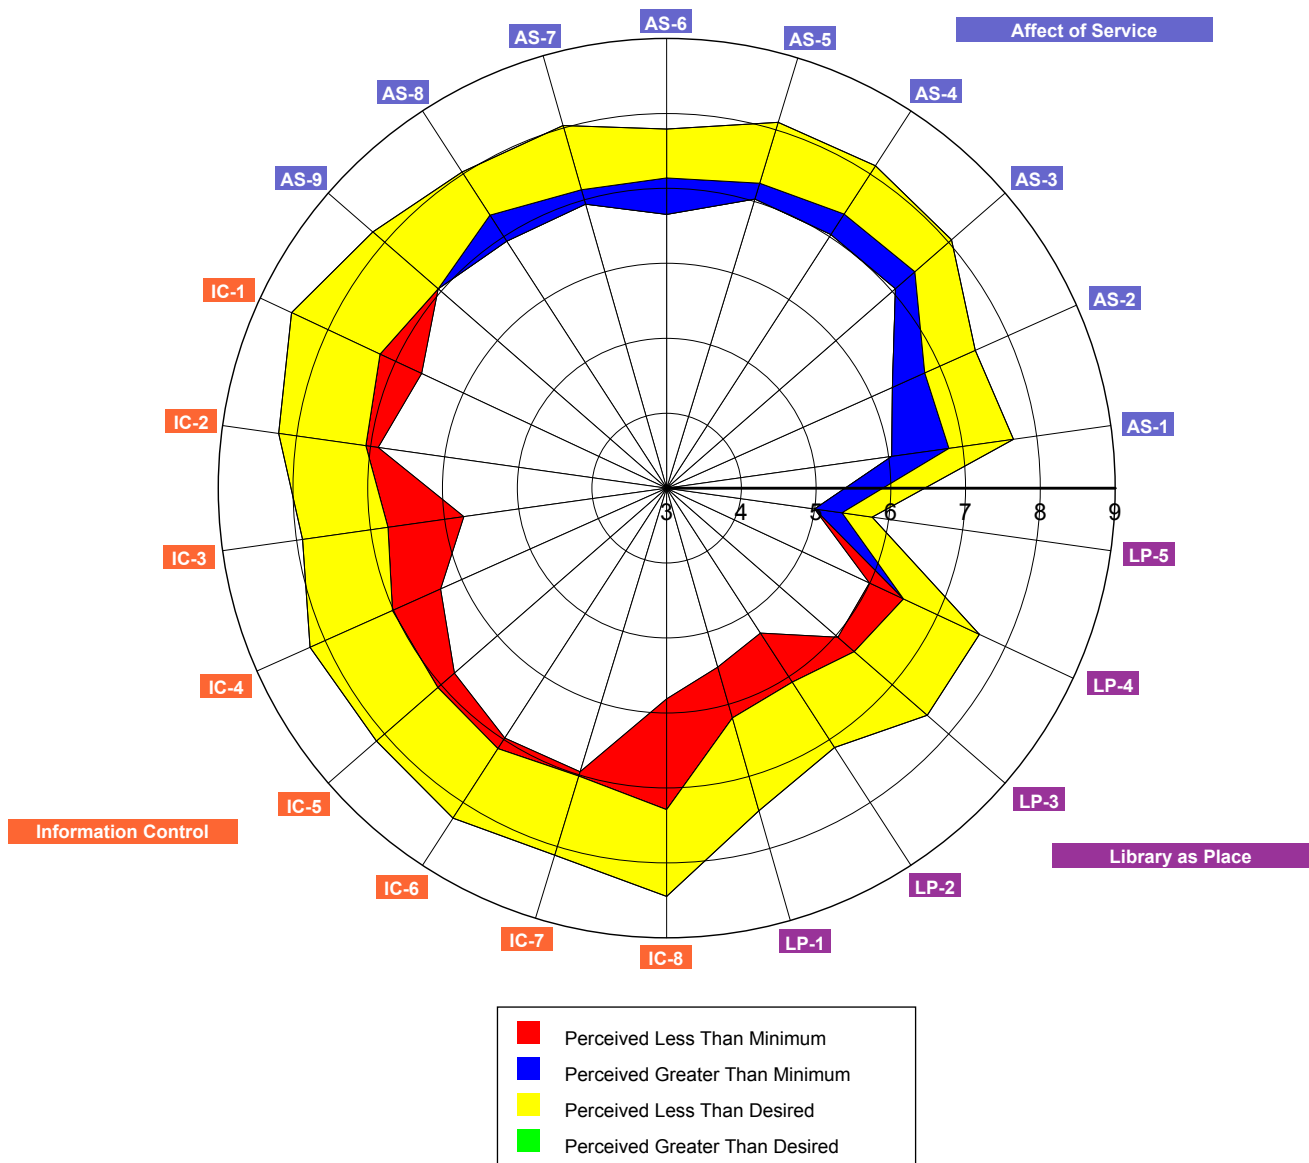 AS-6
AS-7
AS-5
Affect of Service
AS-8
AS-4
AS-9
AS-3
IC-1
AS-2
IC-2
AS-1
3 4 5 6 7 8 9
IC-3
LP-5
IC-4
LP-4
IC-5
LP-3
Information Control
Library as Place
IC-6
LP-2
IC-7
LP-1
IC-8
Perceived Less Than Minimum
Perceived Greater Than Minimum
Perceived Less Than Desired
Perceived Greater Than Desired